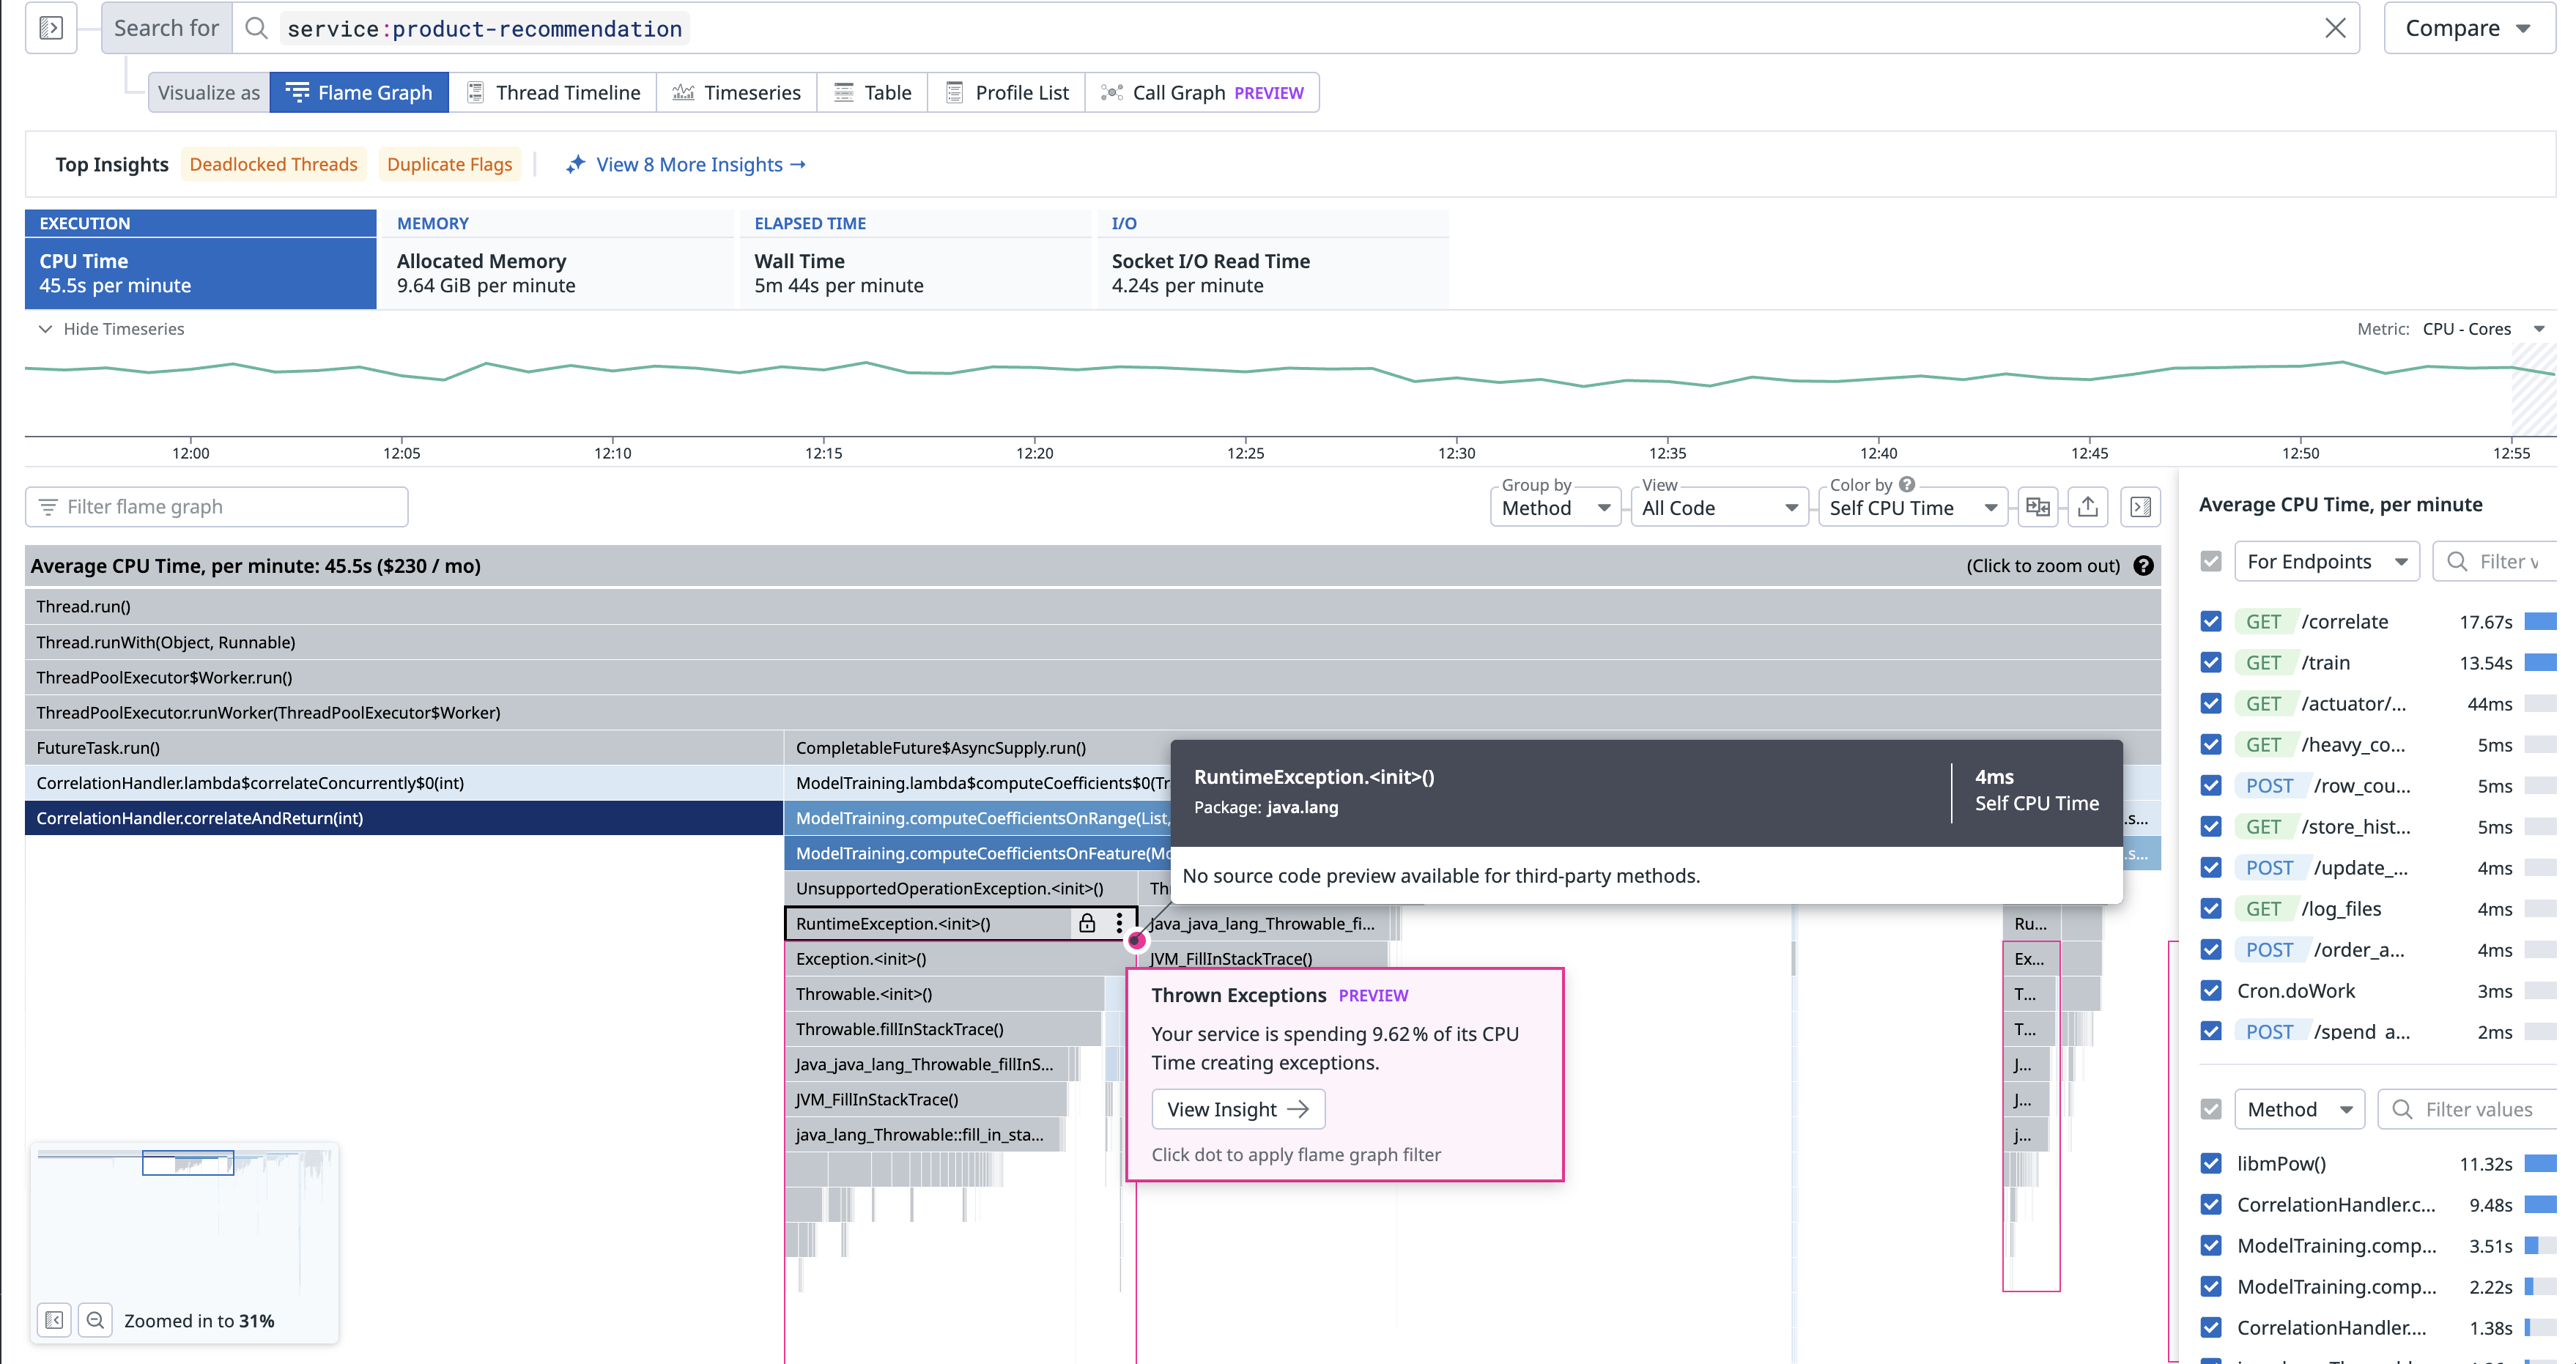 Search for
service:product-recommendation
Compare
Visualize as
Flame Graph
Thread Timeline
Timeseries
Table
Profile List
Call Graph PREVIEW
Top Insights
Deadlocked Threads
Duplicate Flags
View 8 More Insights →
EXECUTION
CPU Time
45.5s per minute
MEMORY
Allocated Memory
9.64 GiB per minute
ELAPSED TIME
Wall Time
5m 44s per minute
I/O
Socket I/O Read Time
4.24s per minute
Hide Timeseries
Metric: CPU - Cores
12:00
12:05
12:10
12:15
12:20
12:25
12:30
12:35
12:40
12:45
12:50
12:55
Filter flame graph
Group by
Method
View
All Code
Color by
Self CPU Time
Average CPU Time, per minute: 45.5s ($230 / mo)
(Click to zoom out)
Thread.run()
Thread.runWith(Object, Runnable)
ThreadPoolExecutor$Worker.run()
ThreadPoolExecutor.runWorker(ThreadPoolExecutor$Worker)
FutureTask.run()
CompletableFuture$AsyncSupply.run()
CorrelationHandler.lambda$correlateConcurrently$0(int)
ModelTraining.lambda$computeCoefficients$0(Tr
CorrelationHandler.correlateAndReturn(int)
ModelTraining.computeCoefficientsOnRange(List,
.s...
ModelTraining.computeCoefficientsOnFeature(Mo
.s...
UnsupportedOperationException.<init>()
Th
RuntimeException.<init>()
Java_java_lang_Throwable_fi...
Ru...
Exception.<init>()
JVM_FillInStackTrace()
Ex...
Throwable.<init>()
T...
Throwable.fillInStackTrace()
T...
Java_java_lang_Throwable_fillInS...
J...
JVM_FillInStackTrace()
J...
java_lang_Throwable::fill_in_sta...
j...
RuntimeException.<init>()
Package: java.lang
4ms
Self CPU Time
No source code preview available for third-party methods.
Thrown Exceptions PREVIEW
Your service is spending 9.62% of its CPU
Time creating exceptions.
View Insight →
Click dot to apply flame graph filter
Zoomed in to 31%
Average CPU Time, per minute
For Endpoints
Filter v
GET /correlate 17.67s
GET /train 13.54s
GET /actuator/... 44ms
GET /heavy_co... 5ms
POST /row_cou... 5ms
GET /store_hist... 5ms
POST /update_... 4ms
GET /log_files 4ms
POST /order_a... 4ms
Cron.doWork 3ms
POST /spend_a... 2ms
Method
Filter values
libmPow() 11.32s
CorrelationHandler.c... 9.48s
ModelTraining.comp... 3.51s
ModelTraining.comp... 2.22s
CorrelationHandler.... 1.38s